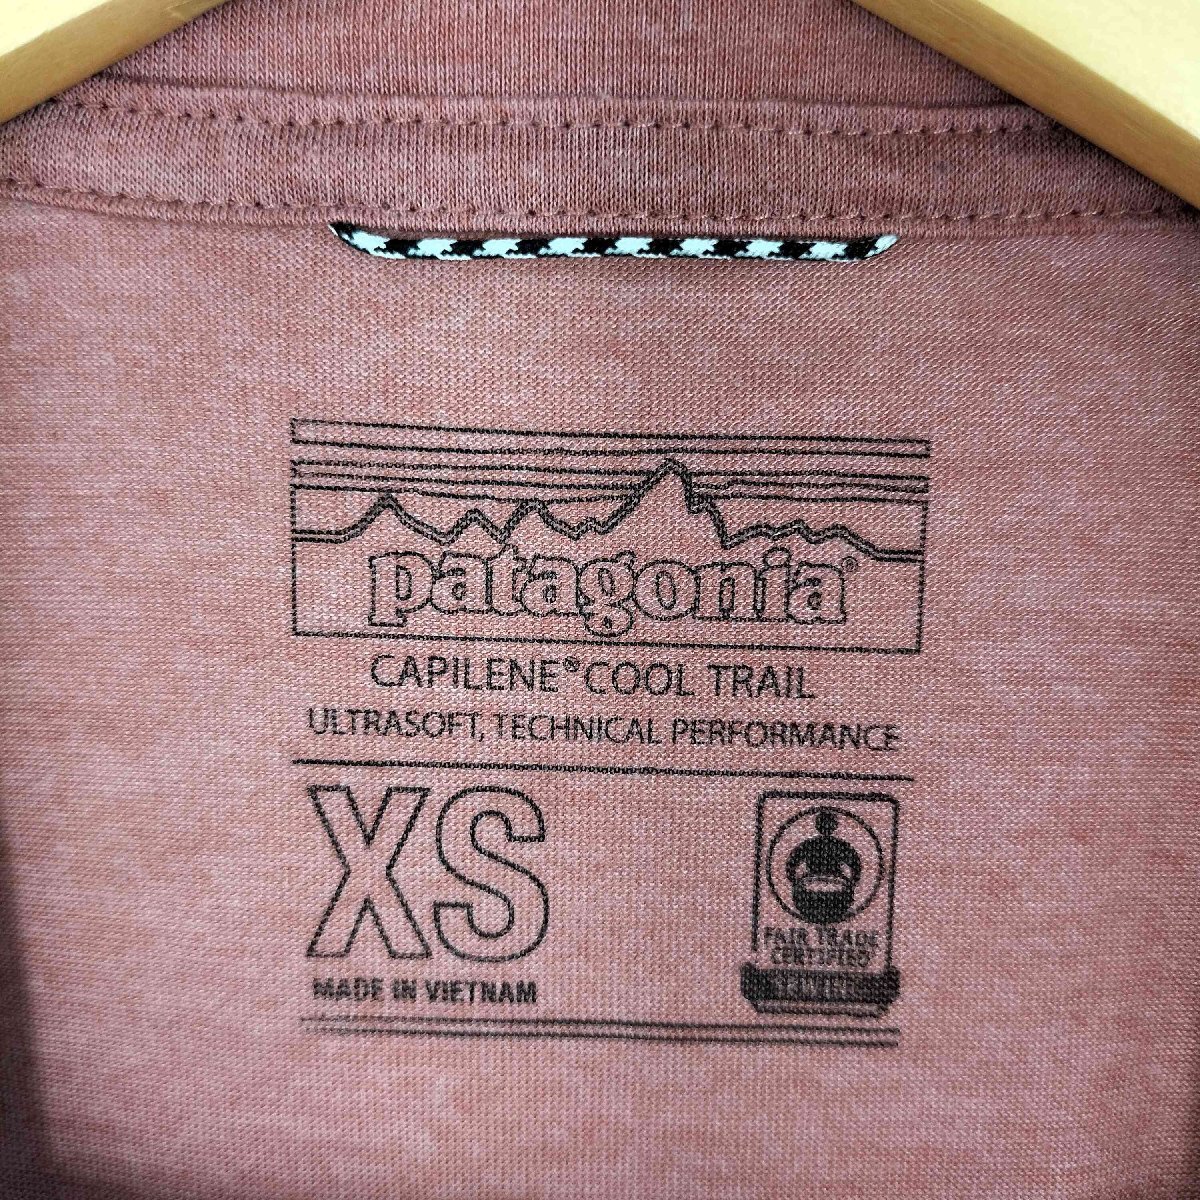 patagonia®
CAPILENE® COOL TRAIL
ULTRASOFT, TECHNICAL PERFORMANCE
XS
MADE IN VIETNAM
FAIR TRADE
CERTIFIED